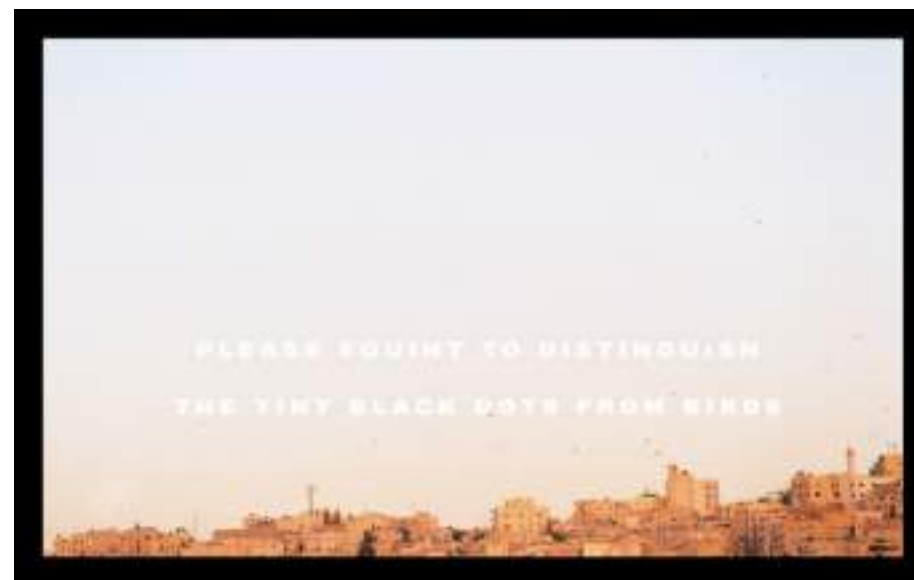 PLEASE SQUINT TO DISTINGUISH
THE TINY BLACK DOTS FROM BIRDS